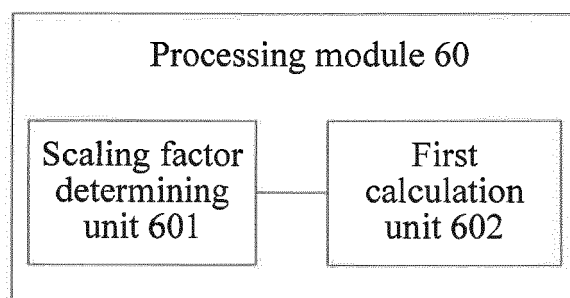 Processing module 60
Scaling factor
determining
unit 601
First
calculation
unit 602